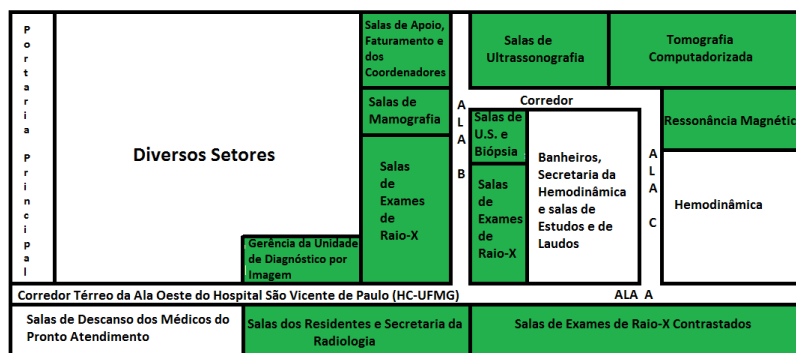 Portaria Principal
Diversos Setores
Salas de Apoio,
Faturamento e
dos
Coordenadores
Salas de
Mamografia
Salas
de
Exames
de
Raio-X
Gerência da Unidade
de Diagnóstico por
Imagem
ALA B
Salas de
Ultrassonografia
Tomografia
Computadorizada
Corredor
Salas de
U.S. e
Biópsia
Salas
de
Exames
de
Raio-X
Banheiros,
Secretaria da
Hemodinâmica
e salas de
Estudos e de
Laudos
ALA C
Ressonância Magnétic
Hemodinâmica
Corredor Térreo da Ala Oeste do Hospital São Vicente de Paulo (HC-UFMG)
ALA A
Salas de Descanso dos Médicos do
Pronto Atendimento
Salas dos Residentes e Secretaria da
Radiologia
Salas de Exames de Raio-X Contrastados